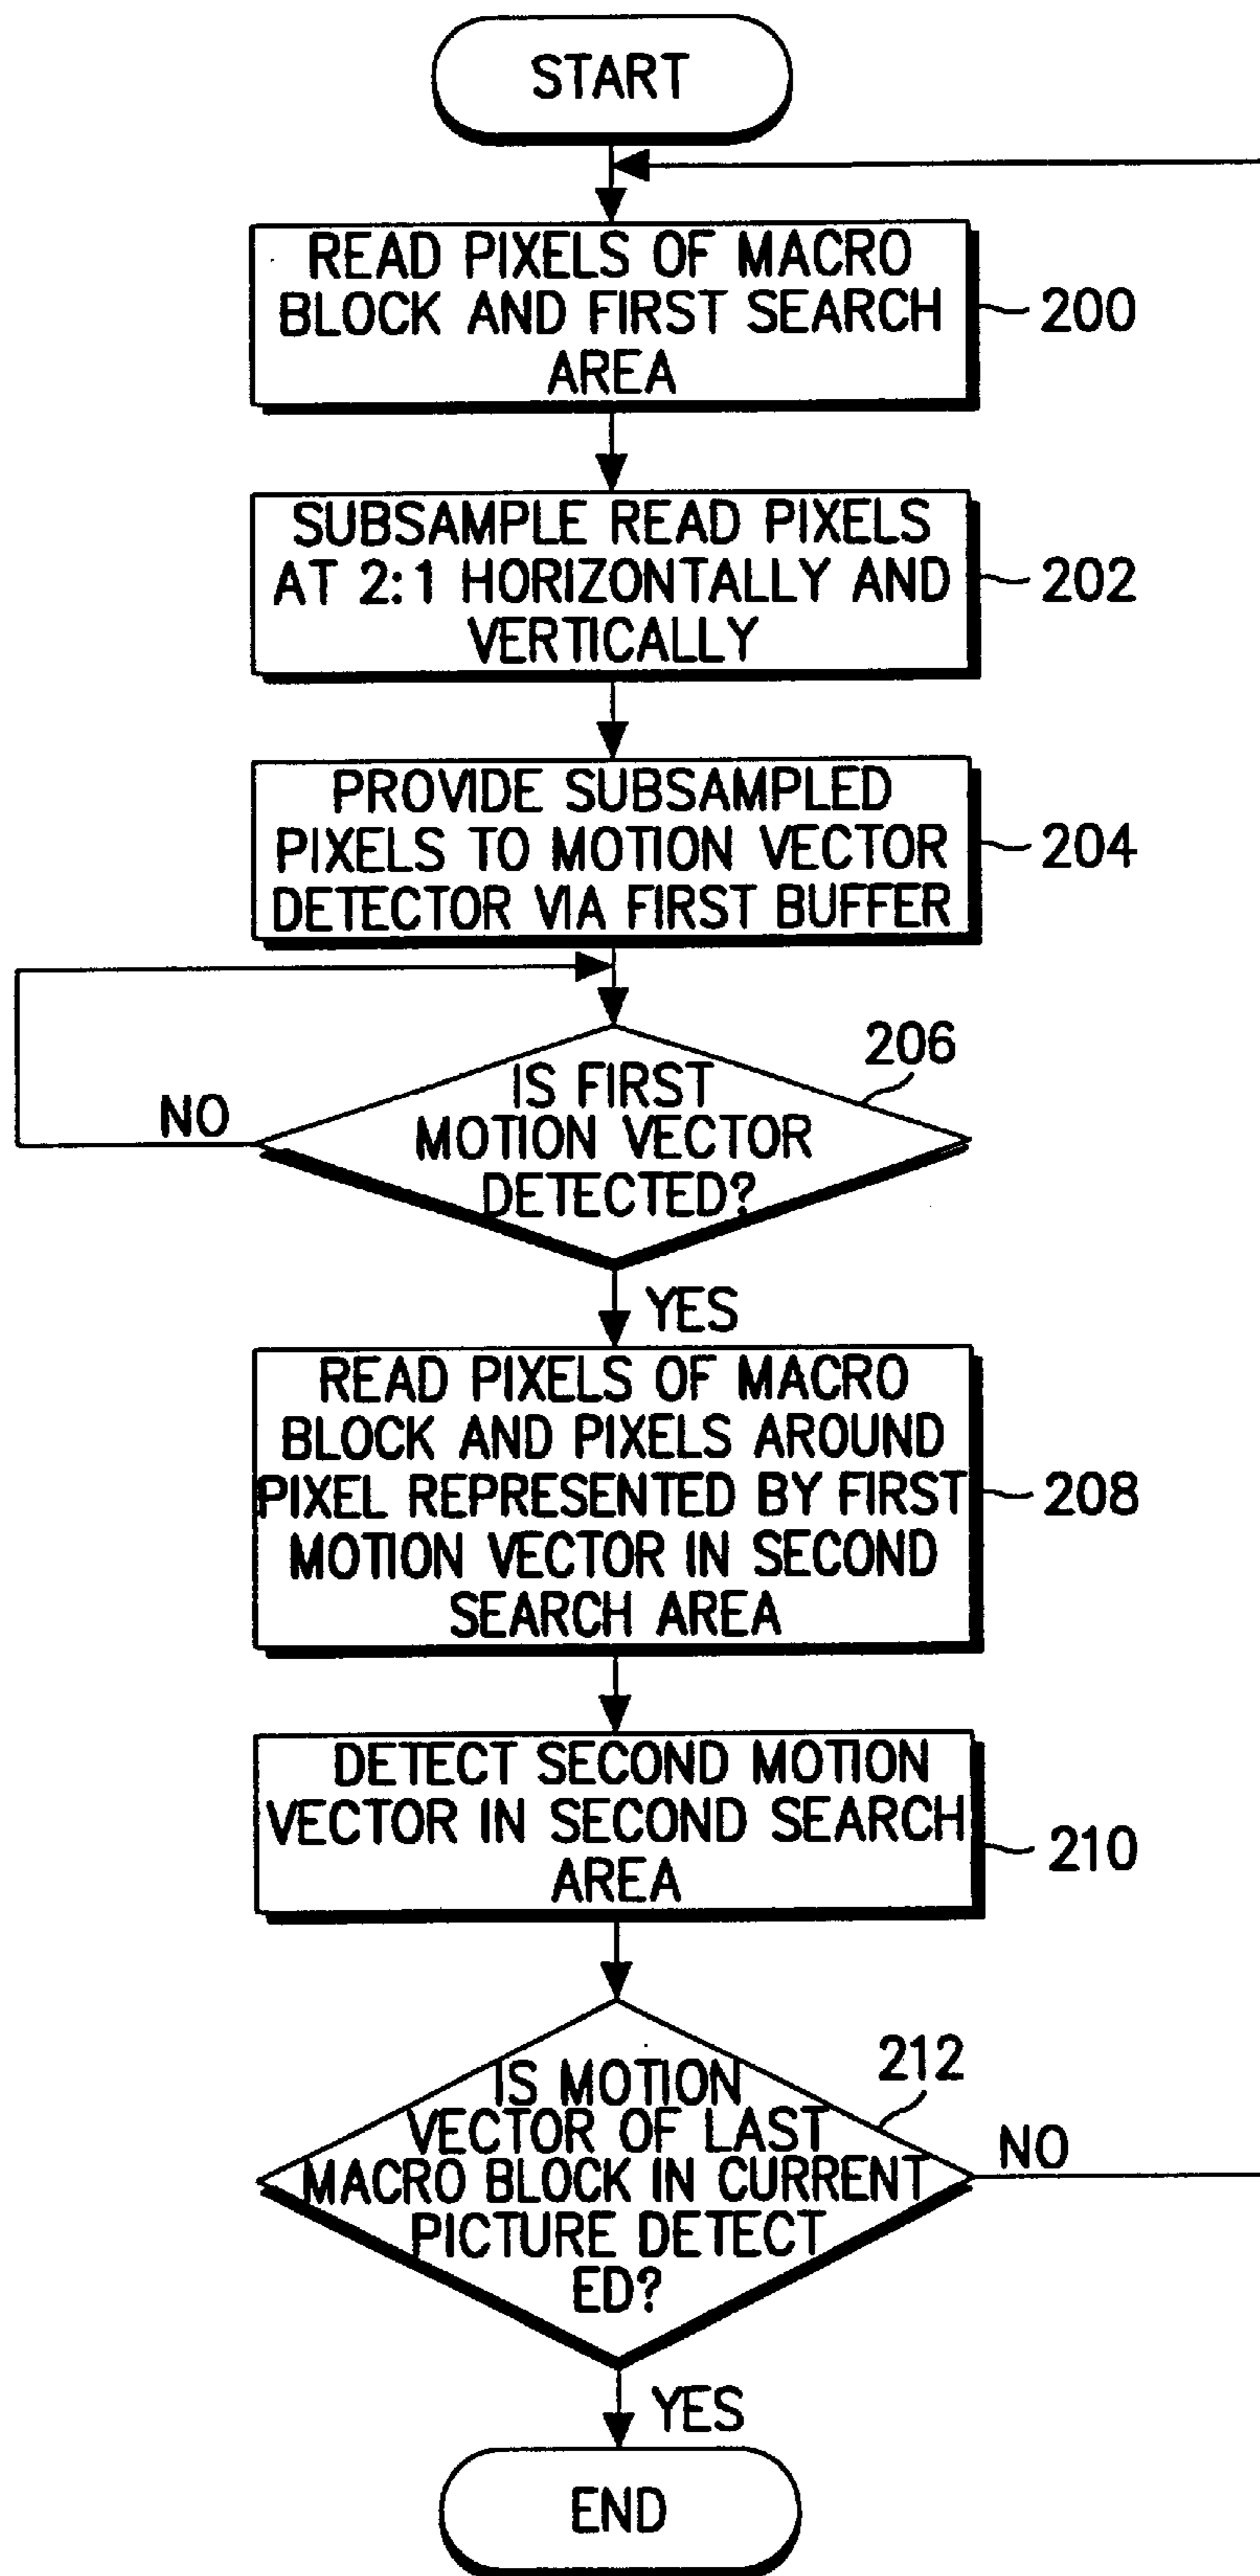 START
READ PIXELS OF MACRO
BLOCK AND FIRST SEARCH
AREA
200
SUBSAMPLE READ PIXELS
AT 2:1 HORIZONTALLY AND
VERTICALLY
202
PROVIDE SUBSAMPLED
PIXELS TO MOTION VECTOR
DETECTOR VIA FIRST BUFFER
204
206
IS FIRST
MOTION VECTOR
DETECTED?
NO
YES
READ PIXELS OF MACRO
BLOCK AND PIXELS AROUND
PIXEL REPRESENTED BY FIRST
MOTION VECTOR IN SECOND
SEARCH AREA
208
DETECT SECOND MOTION
VECTOR IN SECOND SEARCH
AREA
210
212
IS MOTION
VECTOR OF LAST
MACRO BLOCK IN CURRENT
PICTURE DETECT
ED?
NO
YES
END